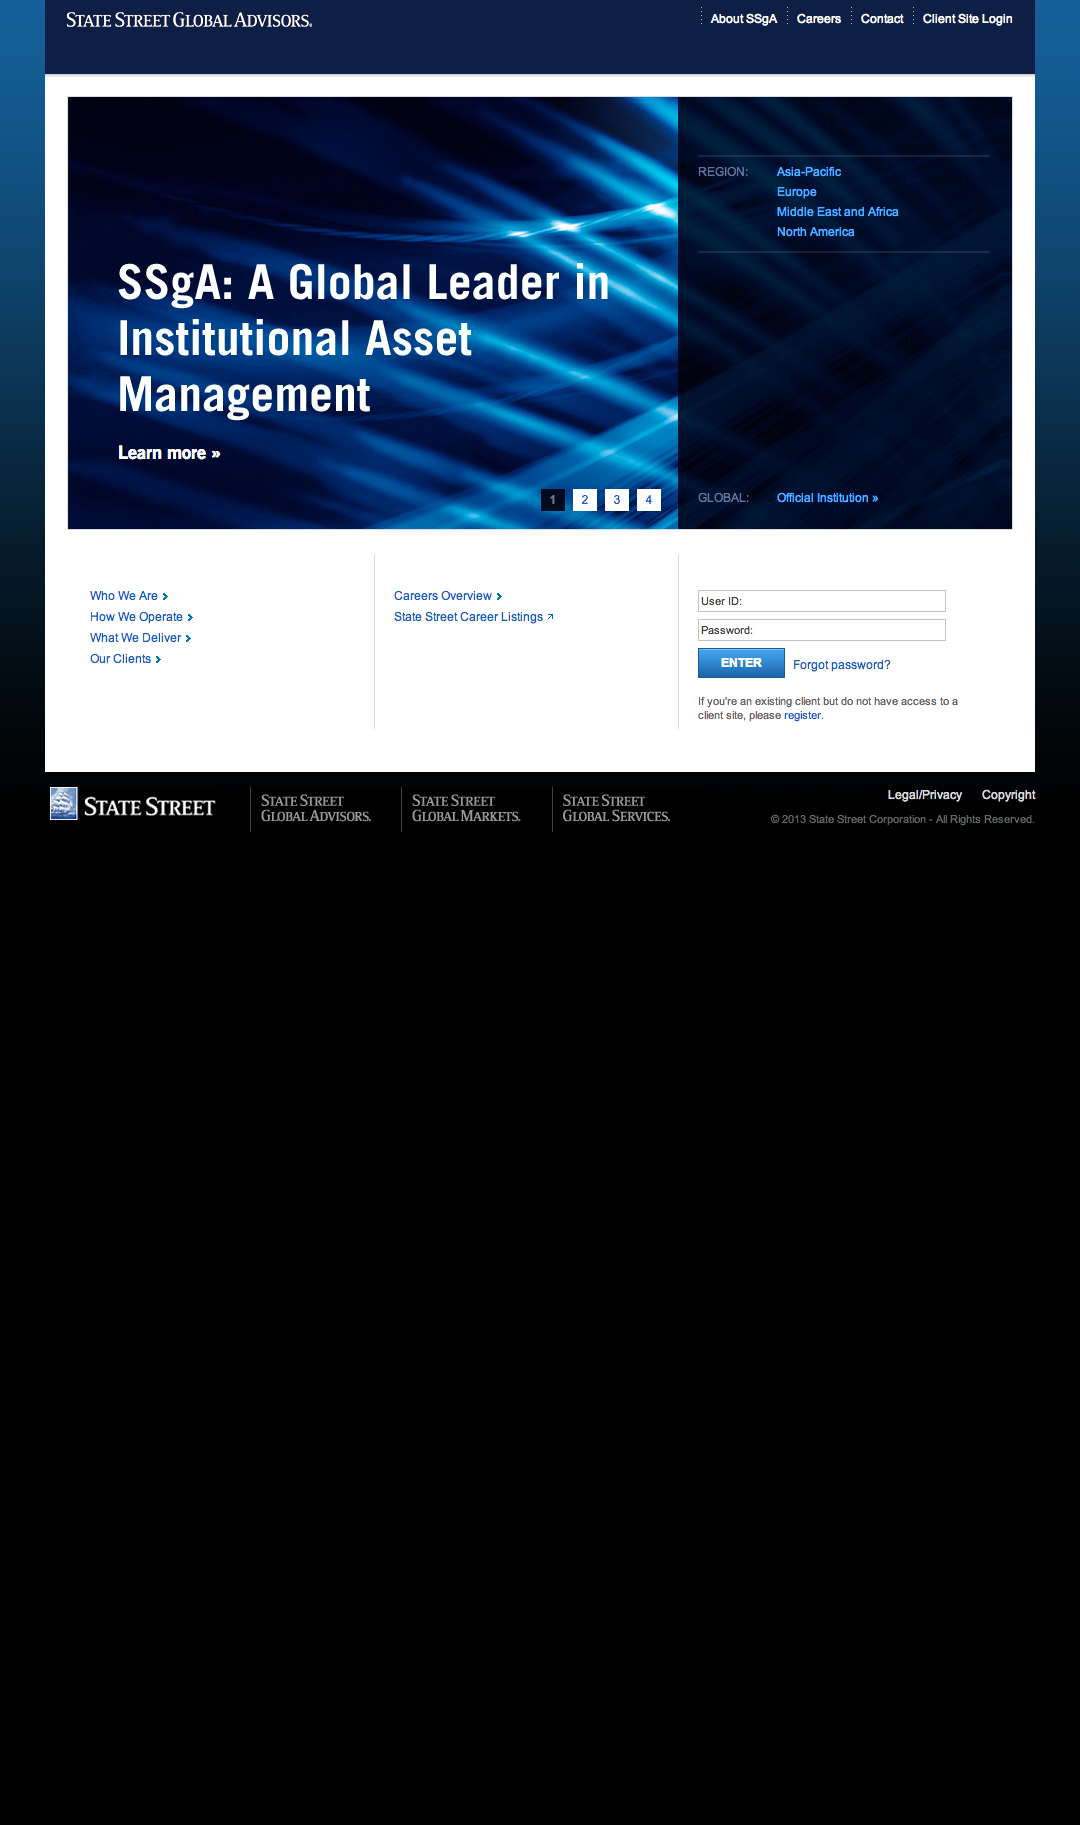 STATE STREET GLOBAL ADVISORS.
About SSgA
Careers
Contact
Client Site Login
SSgA: A Global Leader in
Institutional Asset
Management
Learn more »
1 2 3 4
REGION: Asia-Pacific
Europe
Middle East and Africa
North America
GLOBAL: Official Institution »
Who We Are
How We Operate
What We Deliver
Our Clients
Careers Overview
State Street Career Listings
User ID:
Password:
ENTER Forgot password?
If you're an existing client but do not have access to a
client site, please register.
STATE STREET
STATE STREET
GLOBAL ADVISORS.
STATE STREET
GLOBAL MARKETS.
STATE STREET
GLOBAL SERVICES.
Legal/Privacy Copyright
© 2013 State Street Corporation - All Rights Reserved.